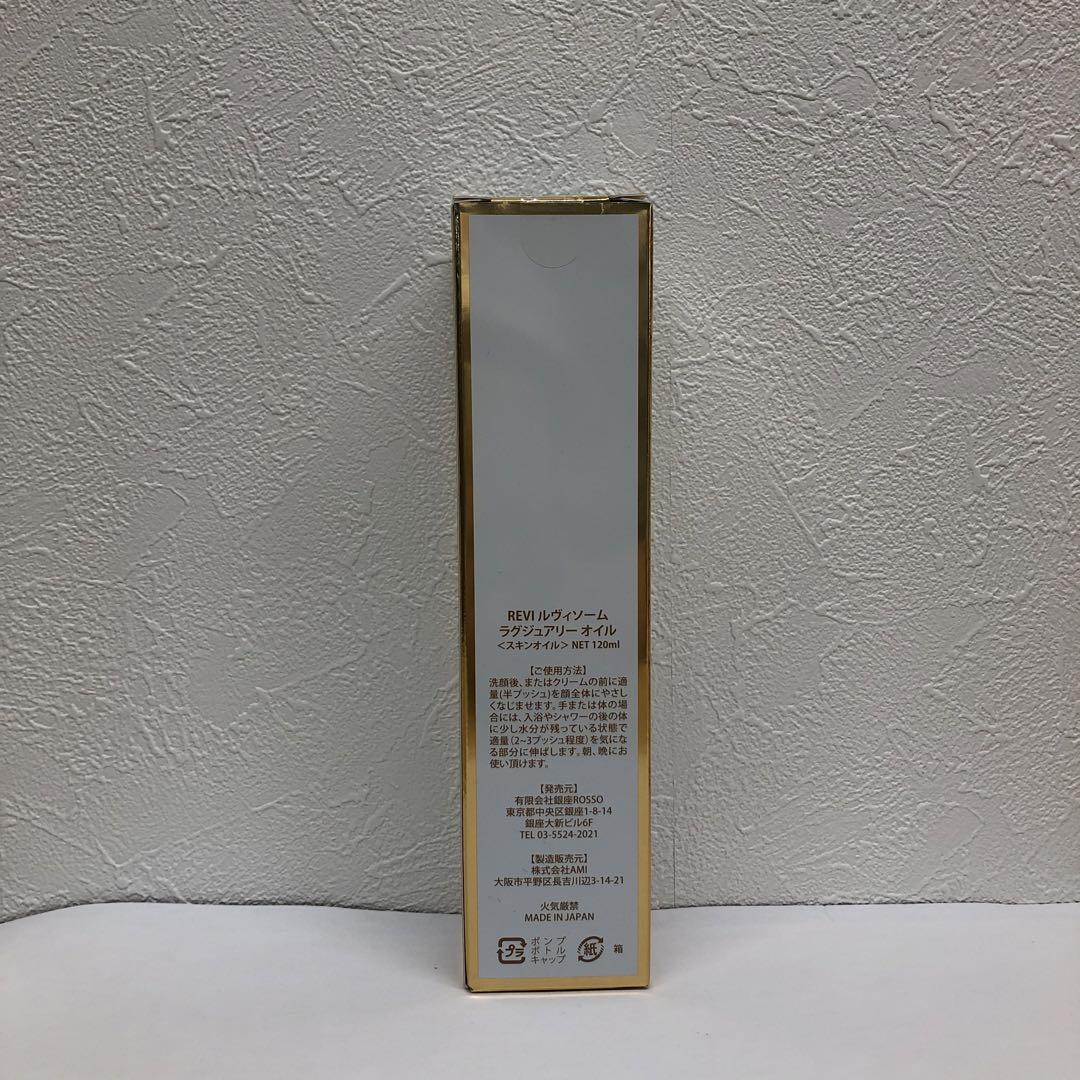 REVI ルヴィソーム
ラグジュアリー オイル
＜スキンオイル＞ NET 120ml
【ご使用方法】
洗顔後、またはクリームの前に適
量(半プッシュ)を顔全体にやさし
くなじませます。手または体の場
合には、入浴やシャワーの後の体
に少し水分が残っている状態で
適量（2~3プッシュ程度）を気にな
る部分に伸ばします。朝、晩にお
使い頂けます。
【発売元】
有限会社銀座ROSSO
東京都中央区銀座1-8-14
銀座大新ビル6F
TEL 03-5524-2021
【製造販売元】
株式会社AMI
大阪市平野区長吉川辺3-14-21
火気厳禁
MADE IN JAPAN
プラ
ポンプ
ボトル
キャップ
紙
箱